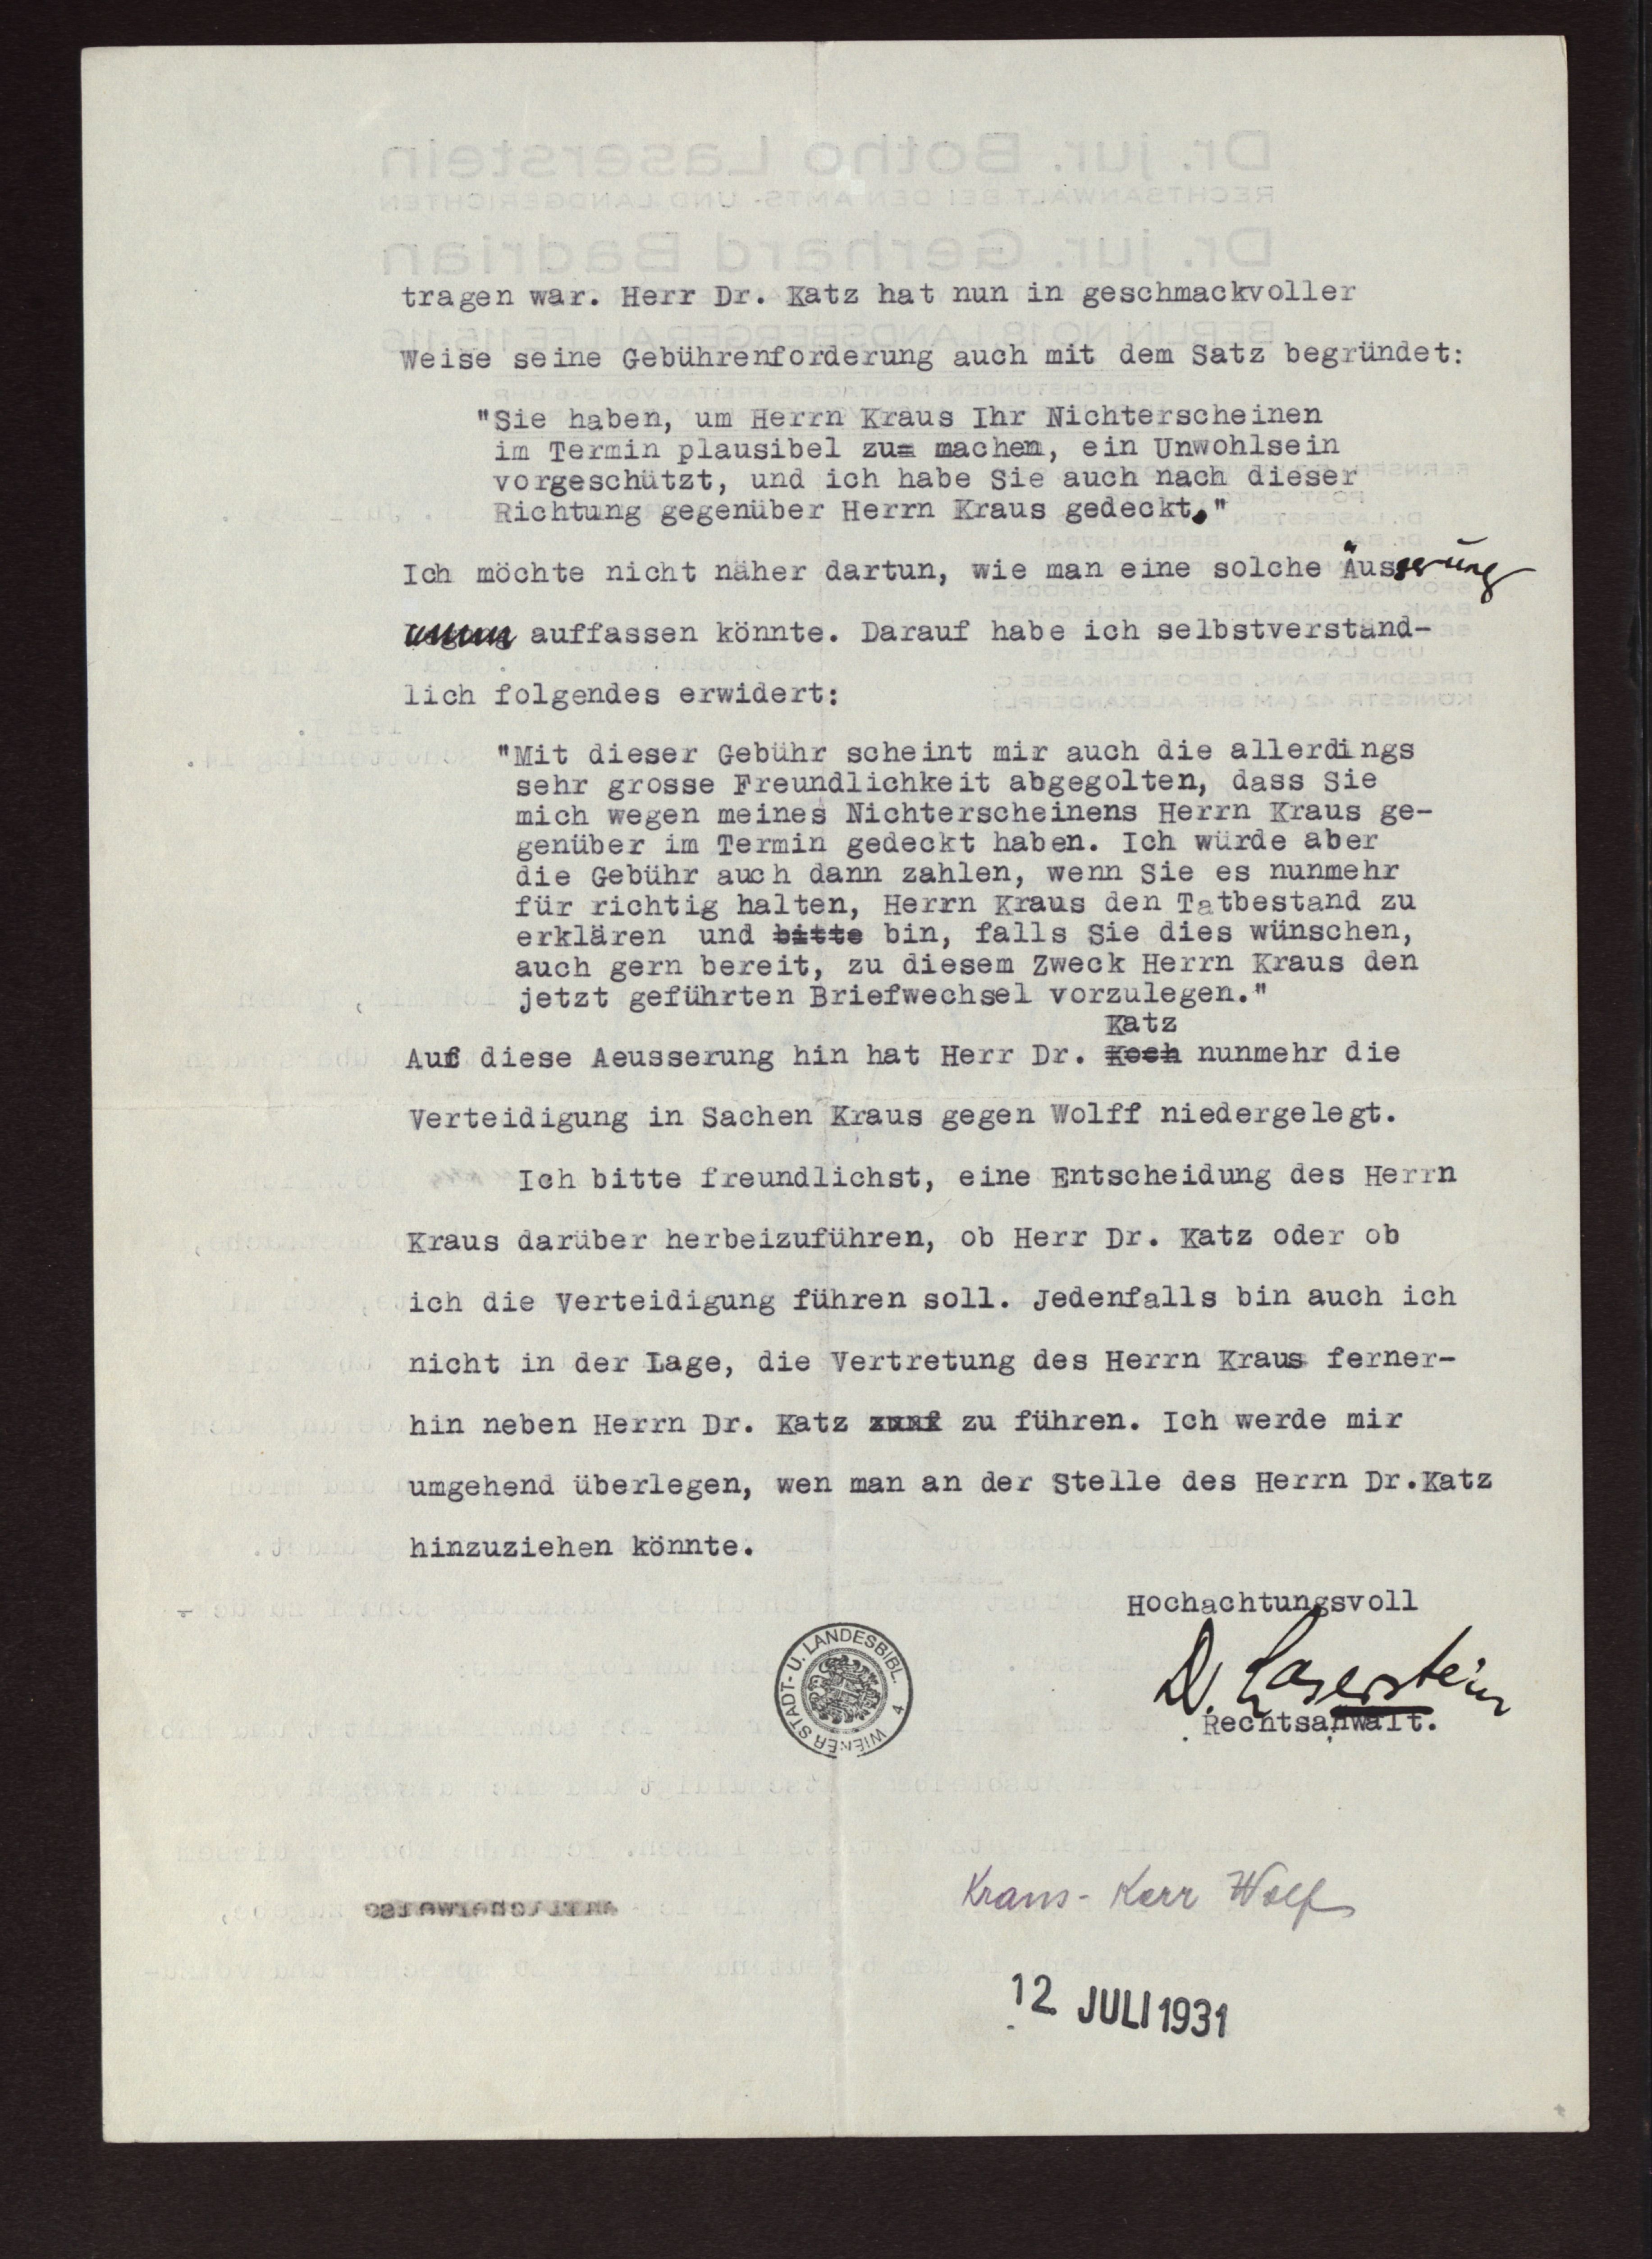 tragen war. Herr Dr. Katz hat nun in geschmackvoller
Weise seine Gebührenforderung auch mit dem Satz begründet:
"Sie haben, um Herrn Kraus Ihr Nichterscheinen
im Termin plausibel zu machen, ein Unwohlsein
vorgeschützt, und ich habe Sie auch nach dieser
Richtung gegenüber Herrn Kraus gedeckt."
Ich möchte nicht näher dartun, wie man eine solche Äusserung
auffassen könnte. Darauf habe ich selbstverständ-
lich folgendes erwidert:
"Mit dieser Gebühr scheint mir auch die allerdings
sehr grosse Freundlichkeit abgegolten, dass Sie
mich wegen meines Nichterscheinens Herrn Kraus ge-
genüber im Termin gedeckt haben. Ich würde aber
die Gebühr auch dann zahlen, wenn Sie es nunmehr
für richtig halten, Herrn Kraus den Tatbestand zu
erklären und bitte bin, falls Sie dies wünschen,
auch gern bereit, zu diesem Zweck Herrn Kraus den
jetzt geführten Briefwechsel vorzulegen."
Katz
Auf diese Aeusserung hin hat Herr Dr. Koch nunmehr die
Verteidigung in Sachen Kraus gegen Wolff niedergelegt.
Ich bitte freundlichst, eine Entscheidung des Herrn
Kraus darüber herbeizuführen, ob Herr Dr. Katz oder ob
ich die Verteidigung führen soll. Jedenfalls bin auch ich
nicht in der Lage, die Vertretung des Herrn Kraus ferner-
hin neben Herrn Dr. Katz zu führen. Ich werde mir
umgehend überlegen, wen man an der Stelle des Herrn Dr.Katz
hinzuziehen könnte.
Hochachtungsvoll
Dr. Laserstein
Rechtsanwalt.
WIENER STADT- U. LANDESBIBL. 4
Kraus - Kerr Wolf
12 JULI 1931